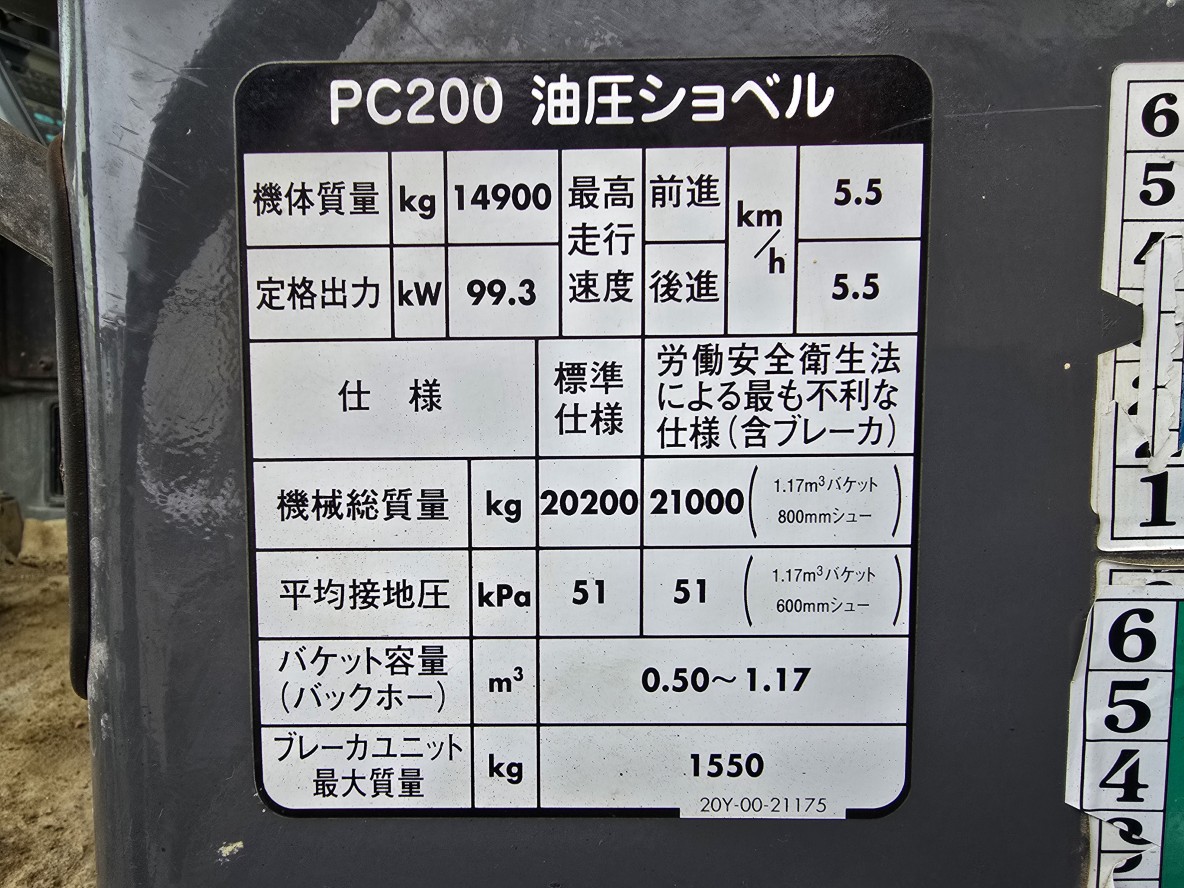 PC200 油圧ショベル
機体質量 kg 14900 最高走行速度 前進 km/h 5.5
定格出力 kW 99.3 後進 5.5
仕様 標準仕様 労働安全衛生法による最も不利な仕様(含ブレーカ)
機械総質量 kg 20200 21000 (1.17m³バケット 800mmシュー)
平均接地圧 kPa 51 51 (1.17m³バケット 600mmシュー)
バケット容量(バックホー) m³ 0.50～1.17
ブレーカユニット最大質量 kg 1550
20Y-00-21175
6
5
4
1
6
5
4